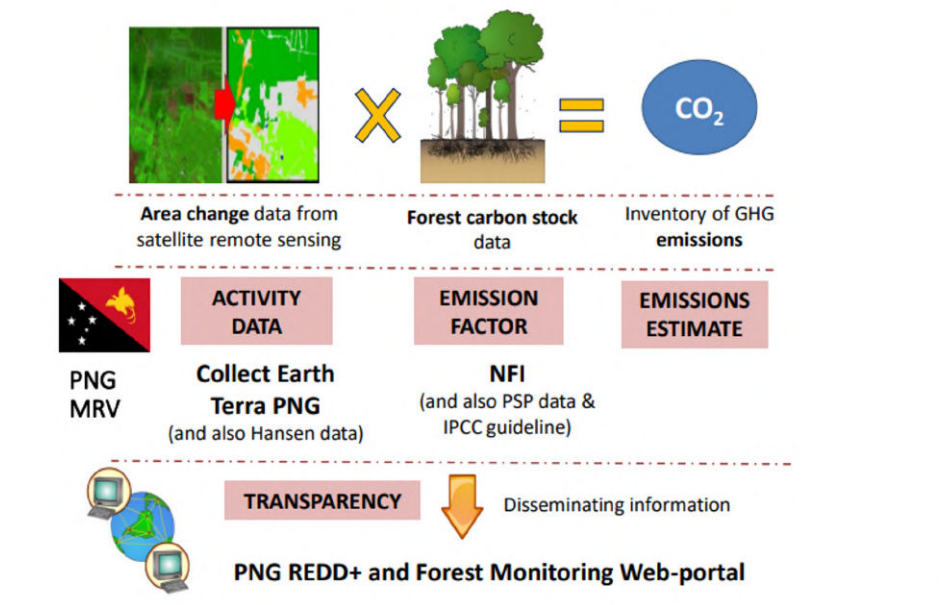 CO₂
Area change data from
satellite remote sensing
Forest carbon stock
data
Inventory of GHG
emissions
ACTIVITY
DATA
EMISSION
FACTOR
EMISSIONS
ESTIMATE
PNG
MRV
Collect Earth
Terra PNG
(and also Hansen data)
NFI
(and also PSP data &
IPCC guideline)
TRANSPARENCY
Disseminating information
PNG REDD+ and Forest Monitoring Web-portal